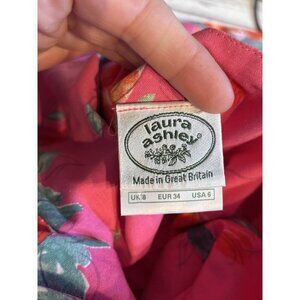 laura
ashley
Made in Great Britain
UK 8 EUR 34 USA 6